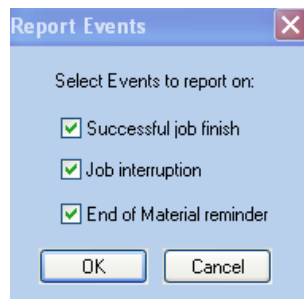 Report Events
Select Events to report on:
Successful job finish
Job interruption
End of Material reminder
OK Cancel